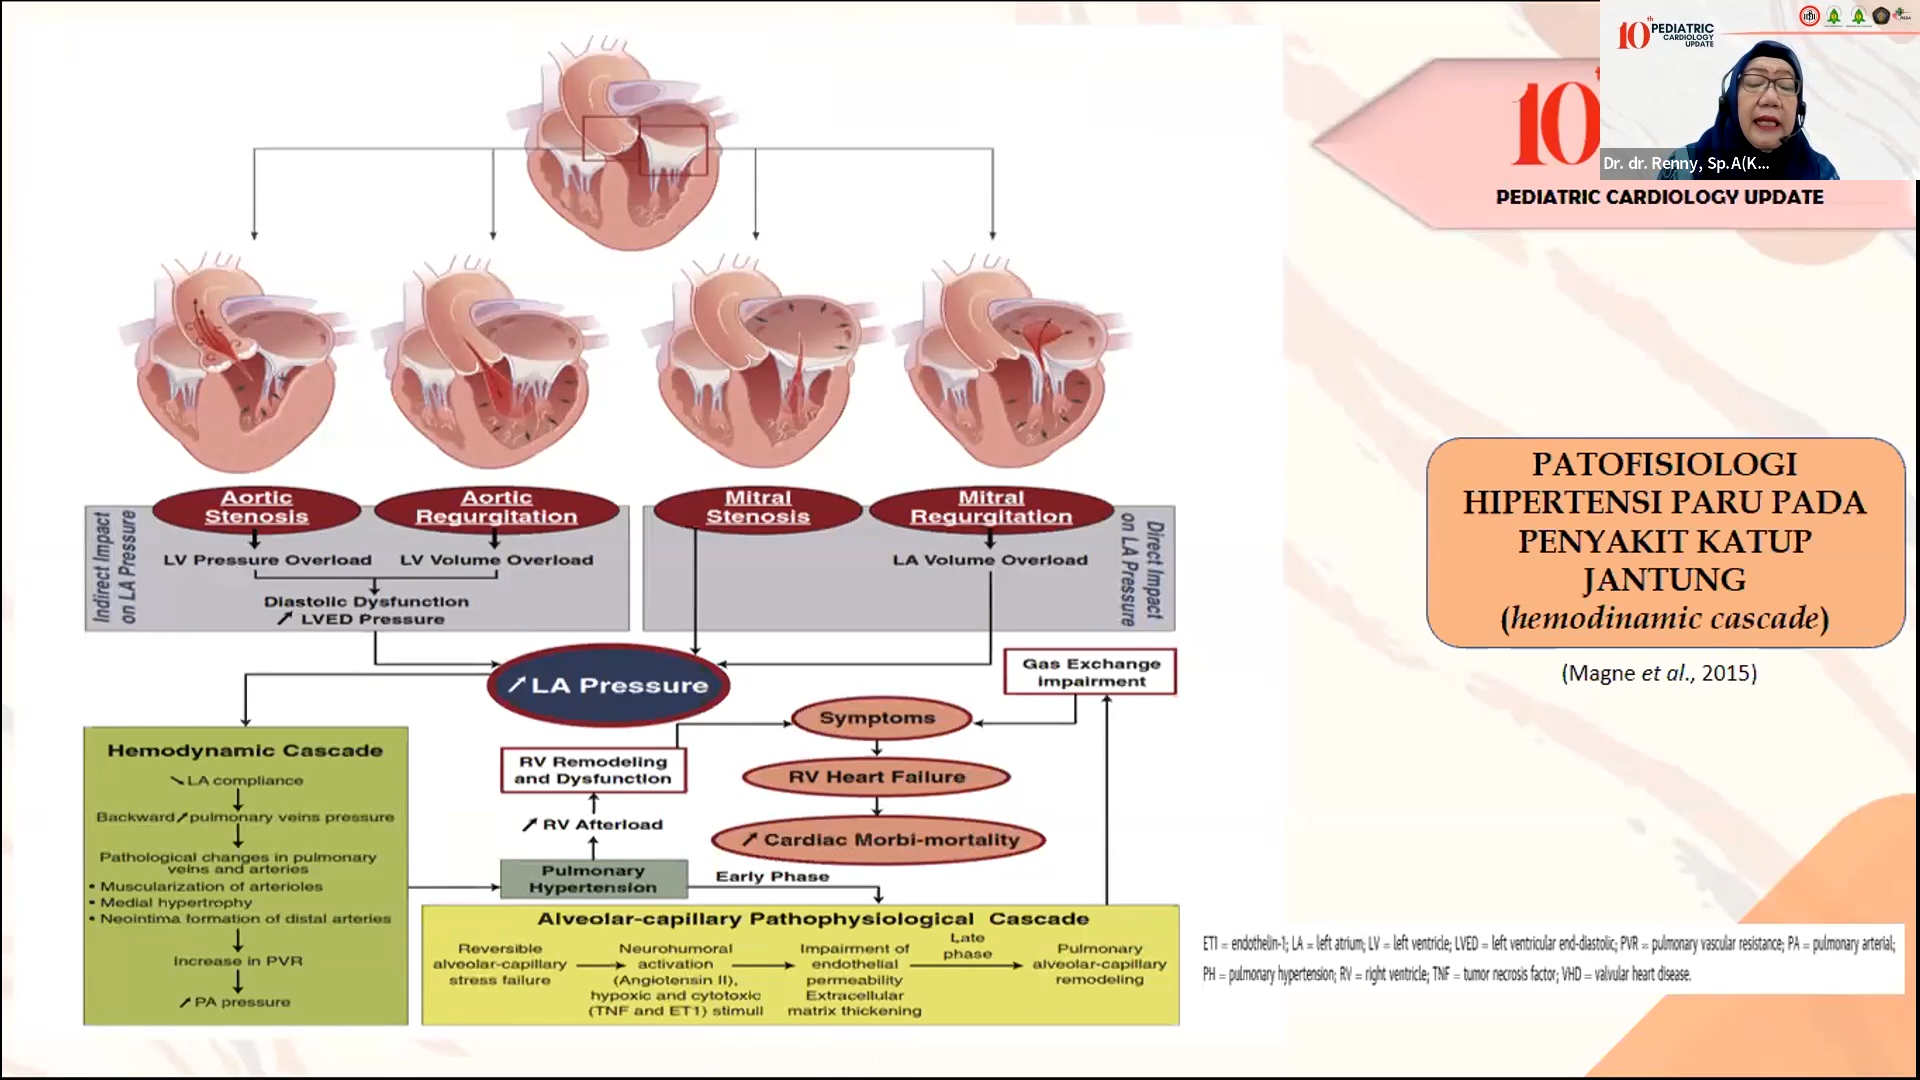 10th PEDIATRIC
CARDIOLOGY
UPDATE
Dr. dr. Renny, Sp.A(K...
10
PEDIATRIC CARDIOLOGY UPDATE
Aortic
Stenosis
Aortic
Regurgitation
Mitral
Stenosis
Mitral
Regurgitation
Indirect Impact
on LA Pressure
LV Pressure Overload
LV Volume Overload
Diastolic Dysfunction
↗ LVED Pressure
LA Volume Overload
Direct Impact
on LA Pressure
↗ LA Pressure
Gas Exchange
impairment
Symptoms
RV Heart Failure
↗ Cardiac Morbi-mortality
RV Remodeling
and Dysfunction
↗ RV Afterload
Pulmonary
Hypertension
Early Phase
Hemodynamic Cascade
↘ LA compliance
Backward ↗ pulmonary veins pressure
Pathological changes in pulmonary
veins and arteries
• Muscularization of arterioles
• Medial hypertrophy
• Neointima formation of distal arteries
Increase in PVR
↗ PA pressure
Alveolar-capillary Pathophysiological Cascade
Reversible
alveolar-capillary
stress failure
Neurohumoral
activation
(Angiotensin II),
hypoxic and cytotoxic
(TNF and ET1) stimuli
Impairment of
endothelial
permeability
Extracellular
matrix thickening
Late
phase
Pulmonary
alveolar-capillary
remodeling
PATOFISIOLOGI
HIPERTENSI PARU PADA
PENYAKIT KATUP
JANTUNG
(hemodinamic cascade)
(Magne et al., 2015)
ET1 = endothelin-1; LA = left atrium; LV = left ventricle; LVED = left ventricular end-diastolic; PVR = pulmonary vascular resistance; PA = pulmonary arterial;
PH = pulmonary hypertension; RV = right ventricle; TNF = tumor necrosis factor; VHD = valvular heart disease.